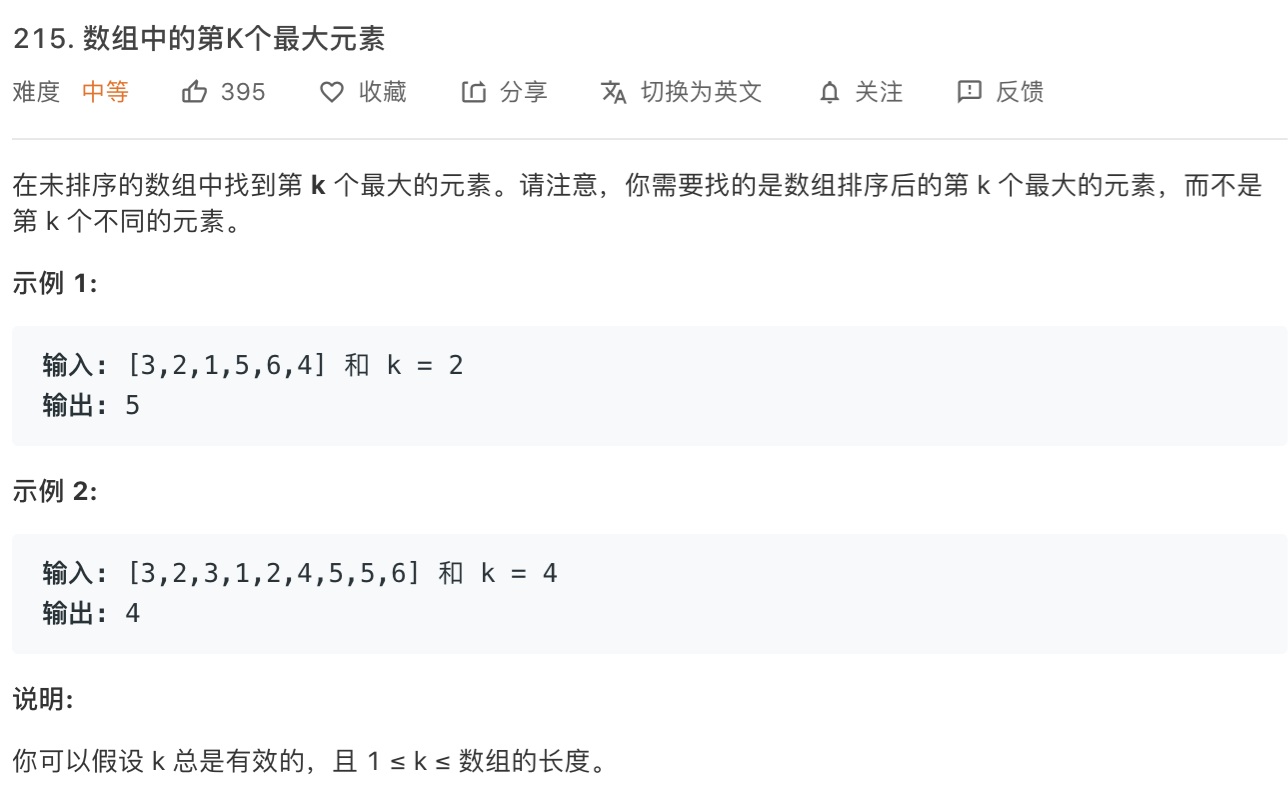 215. 数组中的第K个最大元素
难度 中等 395 收藏 分享 切换为英文 关注 反馈
在未排序的数组中找到第 k 个最大的元素。请注意，你需要找的是数组排序后的第 k 个最大的元素，而不是
第 k 个不同的元素。
示例 1:
输入: [3,2,1,5,6,4] 和 k = 2
输出: 5
示例 2:
输入: [3,2,3,1,2,4,5,5,6] 和 k = 4
输出: 4
说明:
你可以假设 k 总是有效的，且 1 ≤ k ≤ 数组的长度。